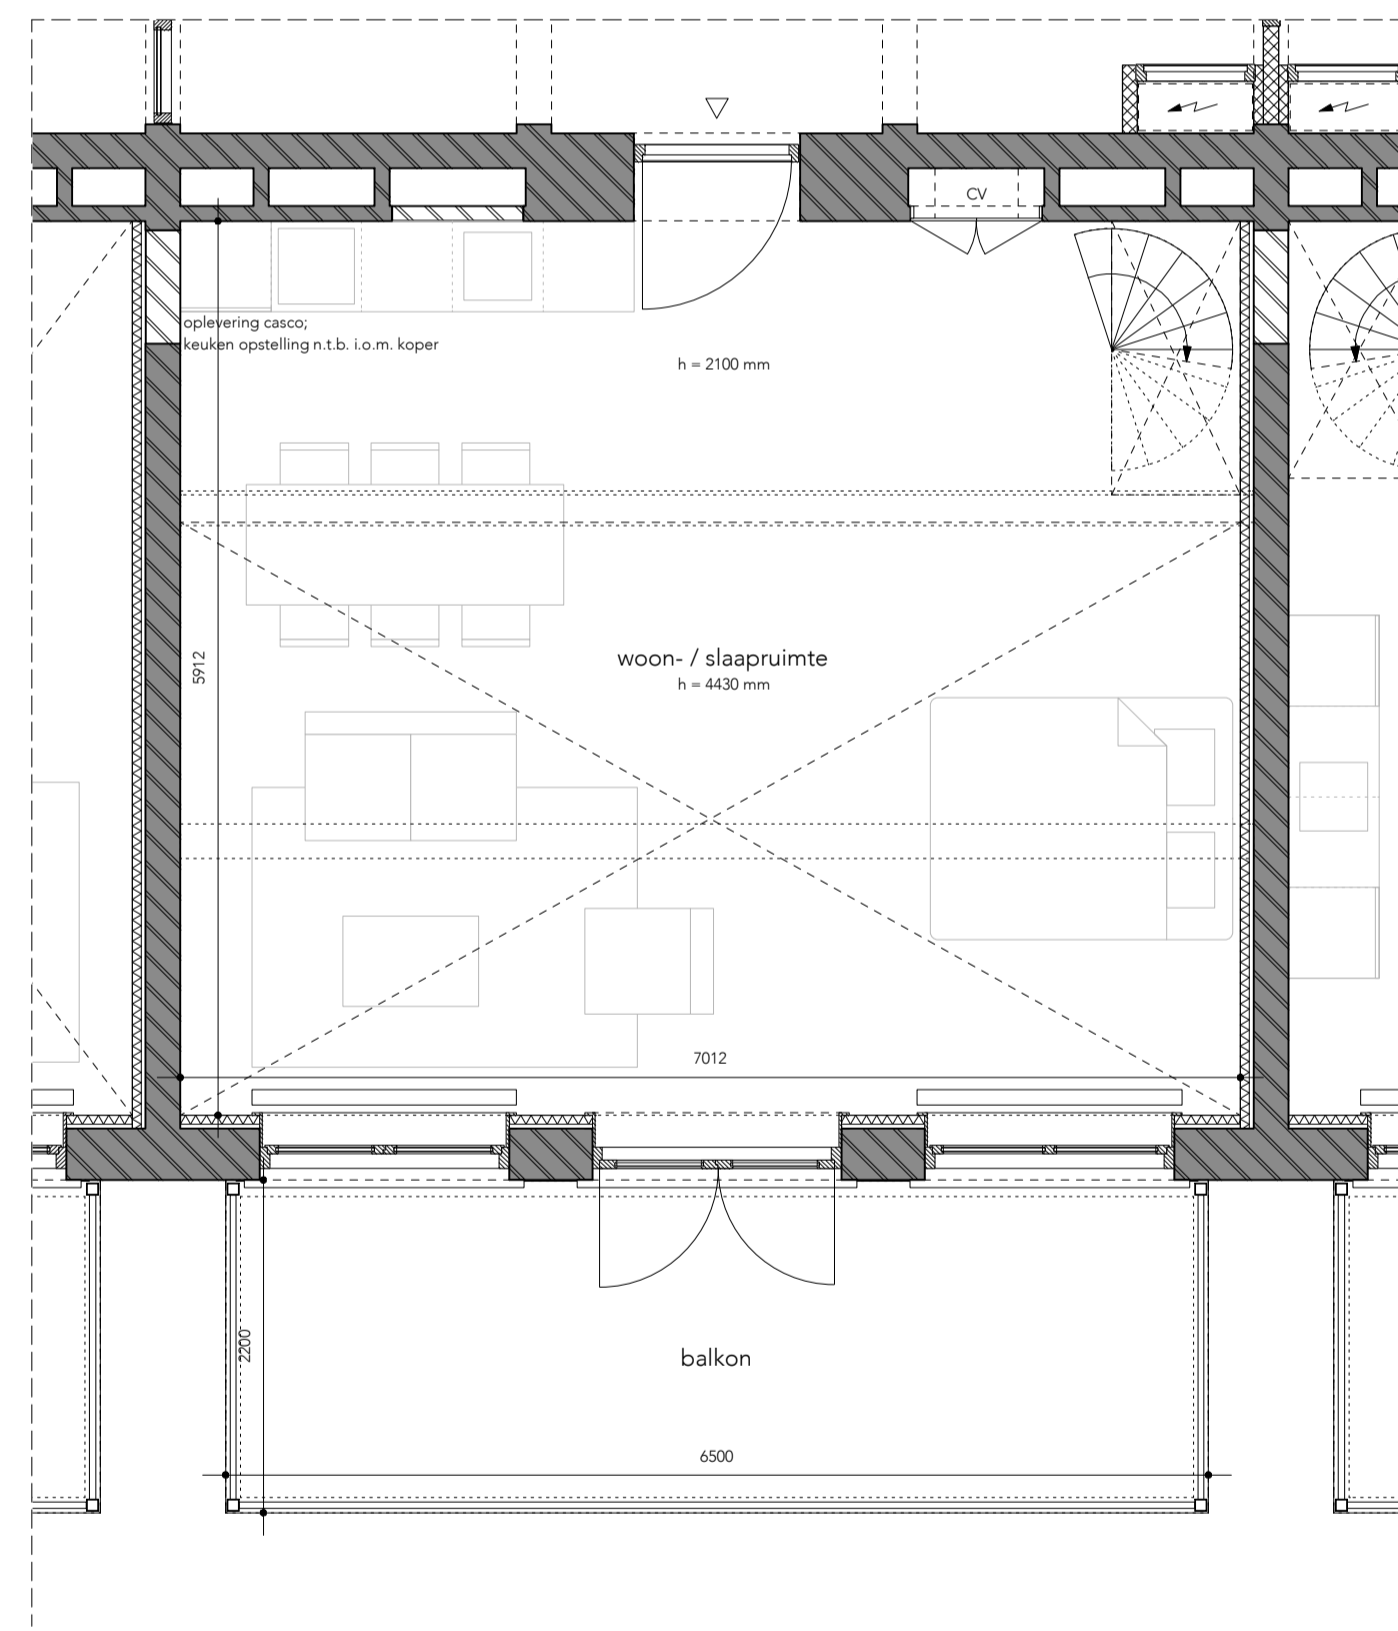 CV
oplevering casco;
keuken opstelling n.t.b. i.o.m. koper
h = 2100 mm
5912
woon- / slaapruimte
h = 4430 mm
7012
2200
balkon
6500